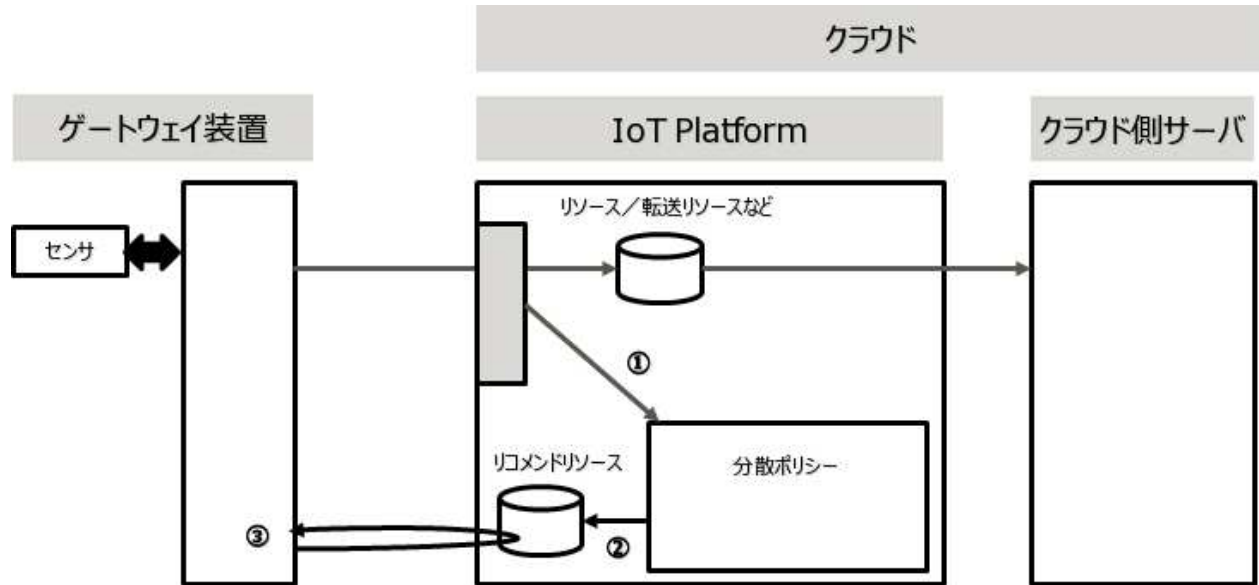 クラウド
ゲートウェイ装置
IoT Platform
クラウド側サーバ
リソース／転送リソースなど
センサ
①
リコメンドリソース
分散ポリシー
③
②